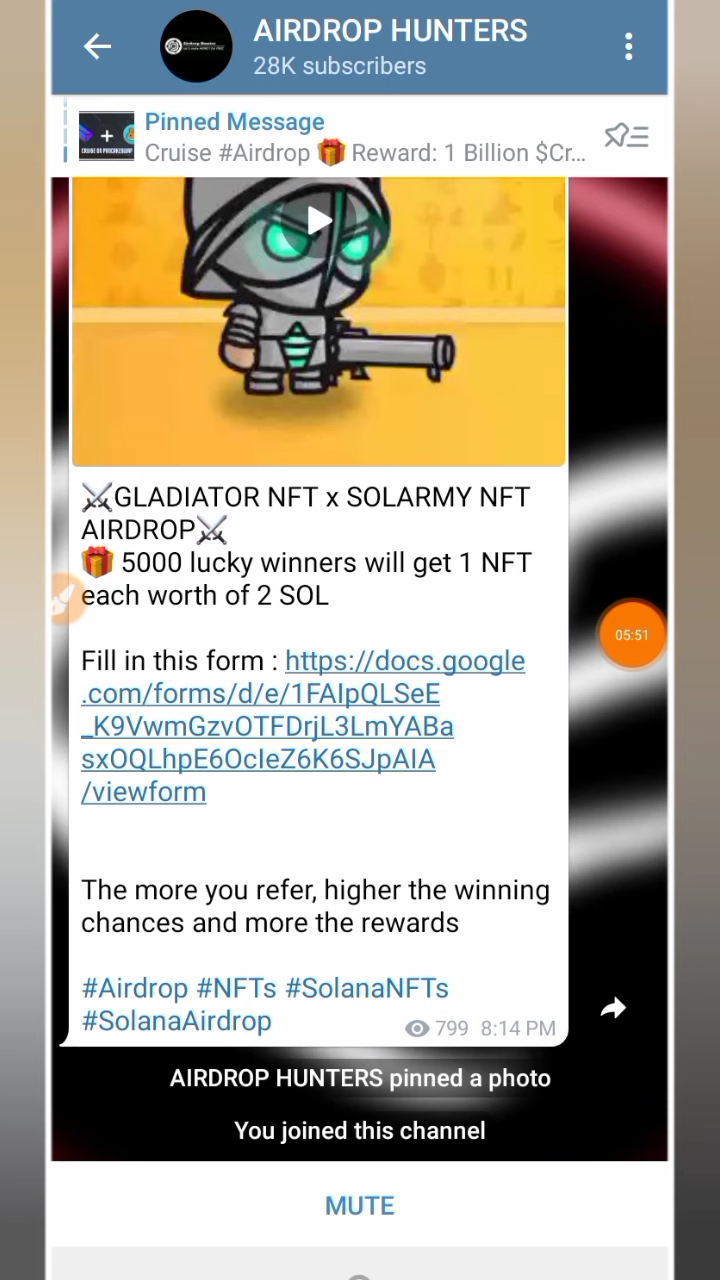 AIRDROP HUNTERS
28K subscribers
Pinned Message
Cruise #Airdrop 🎁 Reward: 1 Billion $Cr...
⚔GLADIATOR NFT x SOLARMY NFT
AIRDROP⚔
🎁 5000 lucky winners will get 1 NFT
each worth of 2 SOL
05:51
Fill in this form : https://docs.google
.com/forms/d/e/1FAIpQLSeE
_K9VwmGzvOTFDrjL3LmYABa
sxOQLhpE6OcIeZ6K6SJpAIA
/viewform
The more you refer, higher the winning
chances and more the rewards
#Airdrop #NFTs #SolanaNFTs
#SolanaAirdrop
799 8:14 PM
AIRDROP HUNTERS pinned a photo
You joined this channel
MUTE